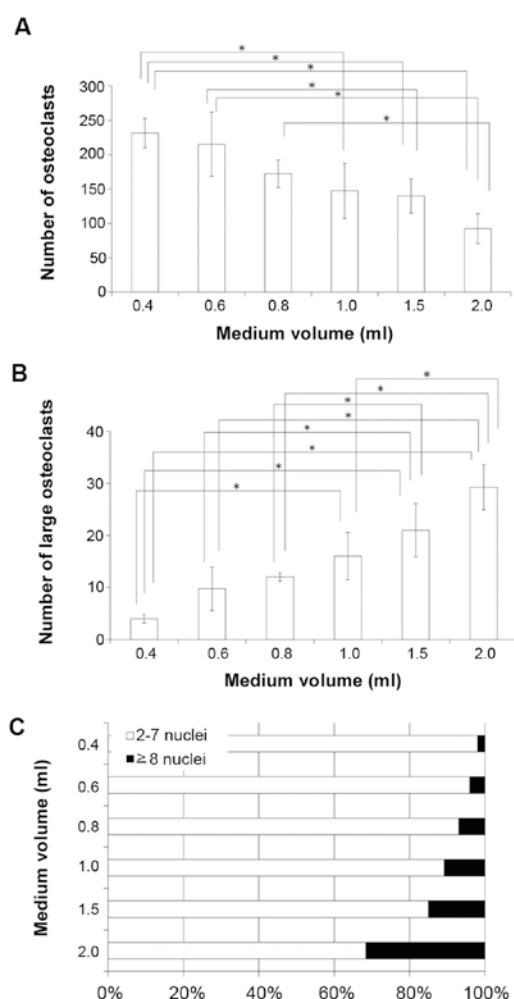 A
* * * * * *
Number of osteoclasts
300
250
200
150
100
50
0
0.4 0.6 0.8 1.0 1.5 2.0
Medium volume (ml)
B
* * * * * * * *
Number of large osteoclasts
40
30
20
10
0
0.4 0.6 0.8 1.0 1.5 2.0
Medium volume (ml)
C
Medium volume (ml)
□ 2-7 nuclei
■ ≥ 8 nuclei
0.4
0.6
0.8
1.0
1.5
2.0
0% 20% 40% 60% 80% 100%